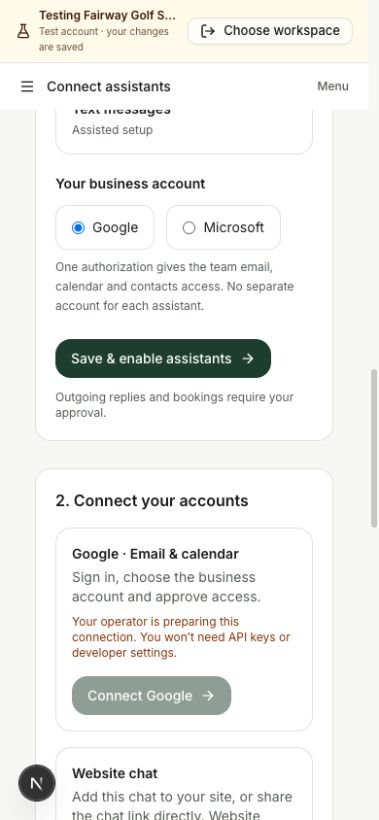 Testing Fairway Golf S...
Test account · your changes
are saved
Choose workspace
Connect assistants
Menu
Text messages
Assisted setup
Your business account
Google
Microsoft
One authorization gives the team email,
calendar and contacts access. No separate
account for each assistant.
Save & enable assistants →
Outgoing replies and bookings require your
approval.
2. Connect your accounts
Google · Email & calendar
Sign in, choose the business
account and approve access.
Your operator is preparing this
connection. You won't need API keys or
developer settings.
Connect Google →
Website chat
Add this chat to your site, or share
the chat link directly. Website
N